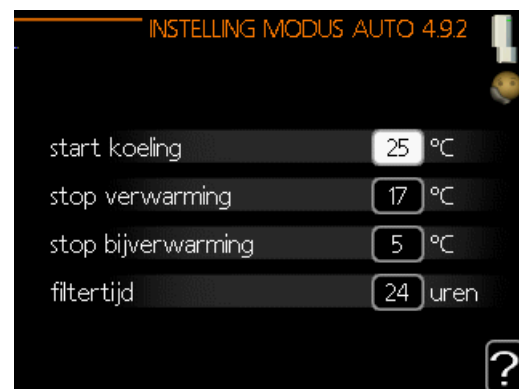 INSTELLING MODUS AUTO 4.9.2
start koeling 25 °C
stop verwarming 17 °C
stop bijverwarming 5 °C
filtertijd 24 uren
?